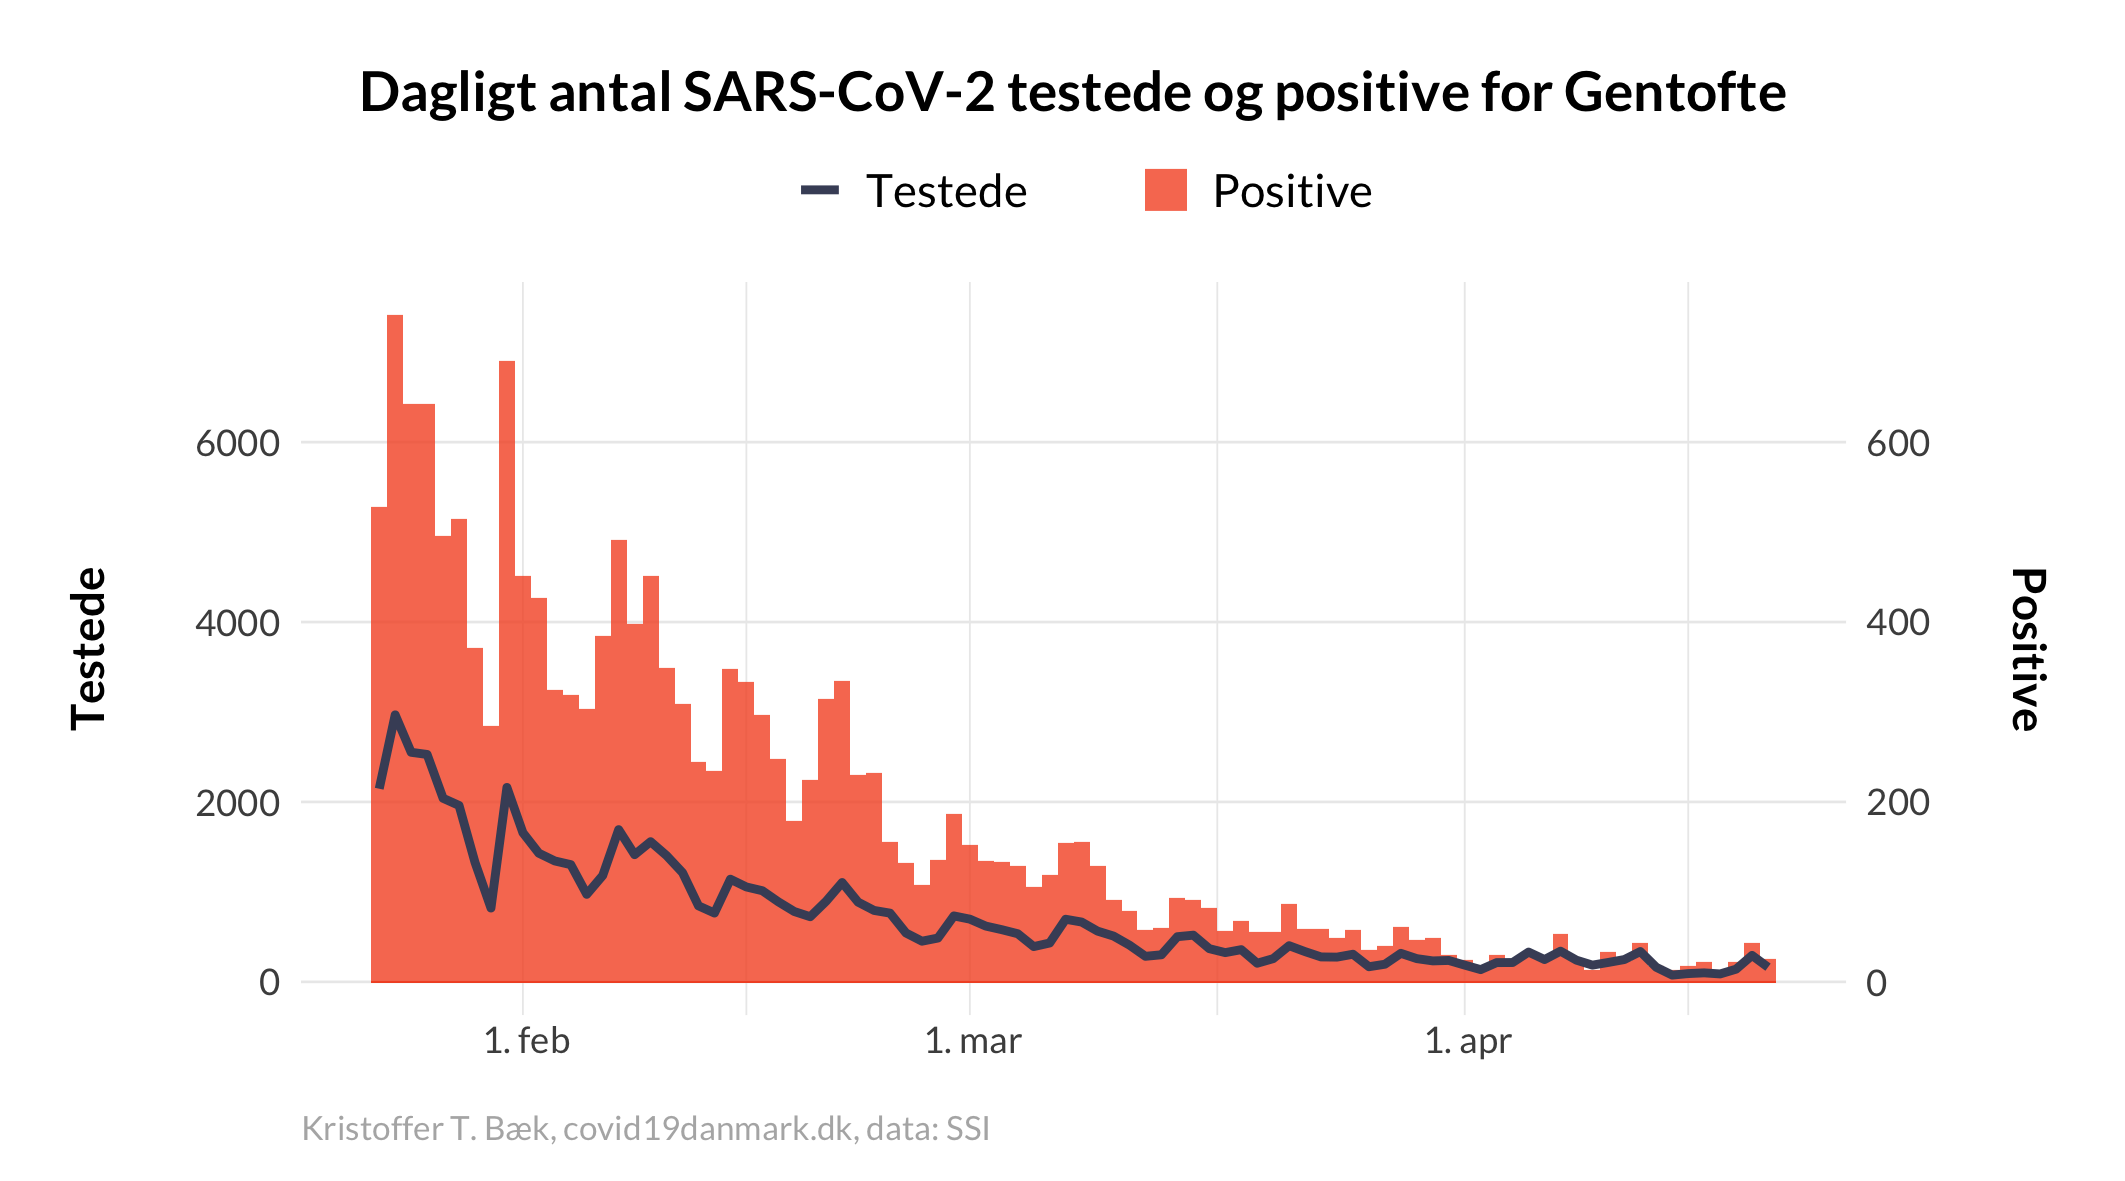 Dagligt antal SARS-CoV-2 testede og positive for Gentofte
Testede
Positive
Testede
6000
4000
2000
0
600
400
200
0
Positive
1. feb
1. mar
1. apr
Kristoffer T. Bæk, covid19danmark.dk, data: SSI